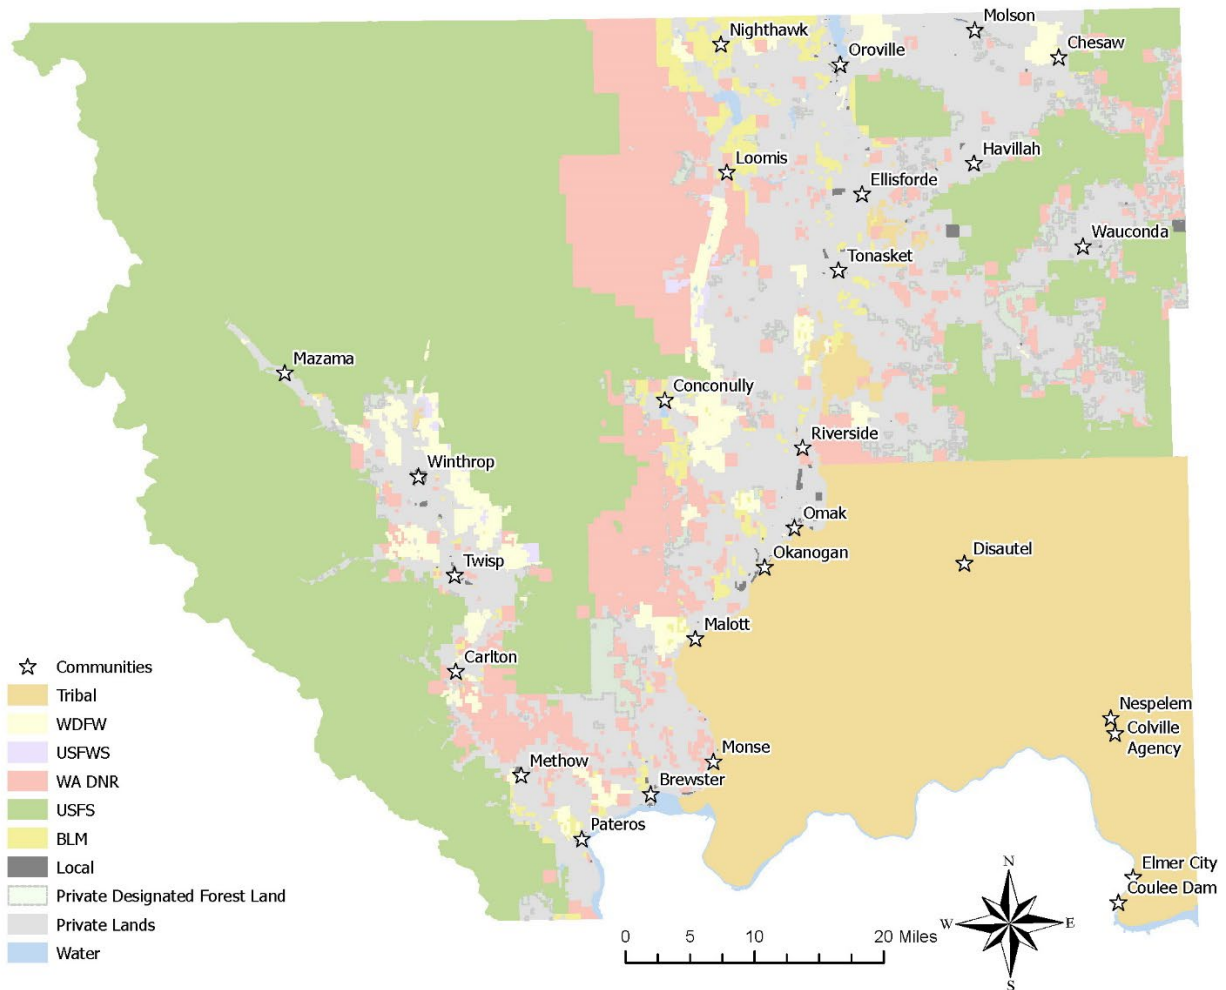 Molson
Nighthawk
Chesaw
Oroville
Havillah
Loomis
Ellisforde
Wauconda
Tonasket
Mazama
Conconully
Riverside
Winthrop
Omak
Disautel
Okanogan
Twisp
Malott
Carlton
Nespelem
Colville
Agency
Monse
Methow
Brewster
Pateros
Elmer City
Coulee Dam
Communities
Tribal
WDFW
USFWS
WA DNR
USFS
BLM
Local
Private Designated Forest Land
Private Lands
Water
0 5 10 20 Miles
N
W E
S